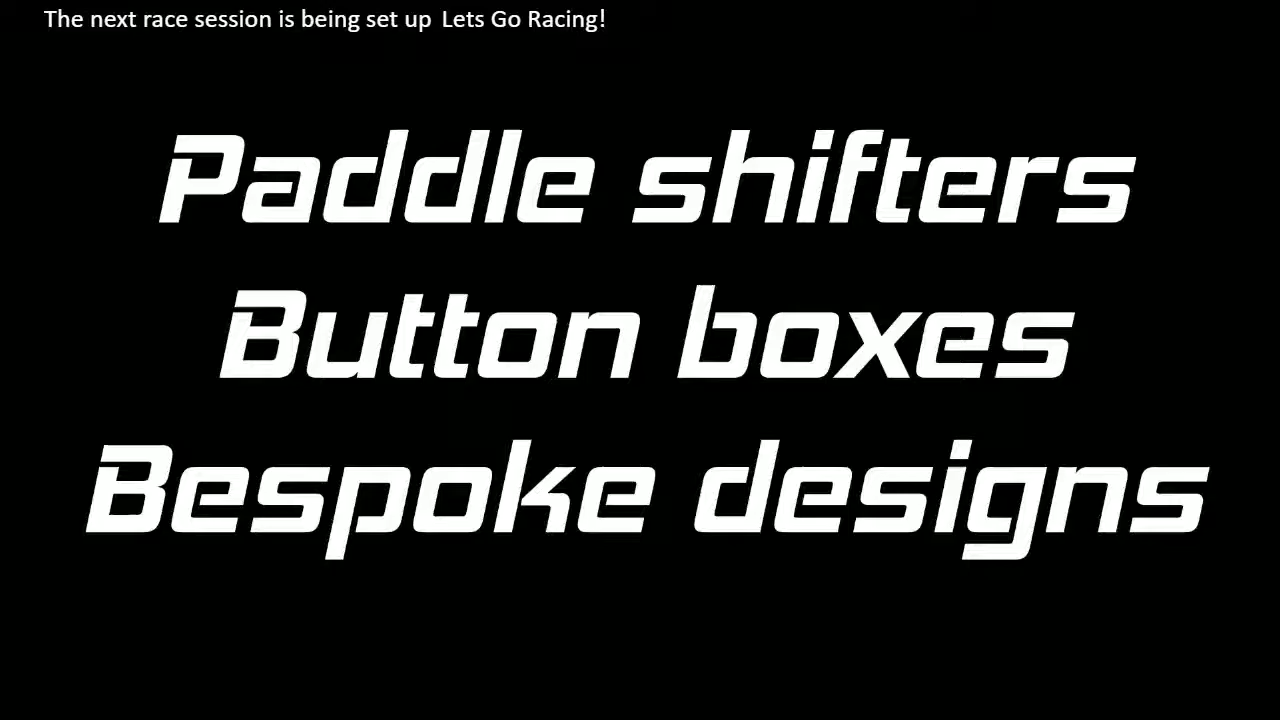 The next race session is being set up Lets Go Racing!
Paddle shifters
Button boxes
Bespoke designs